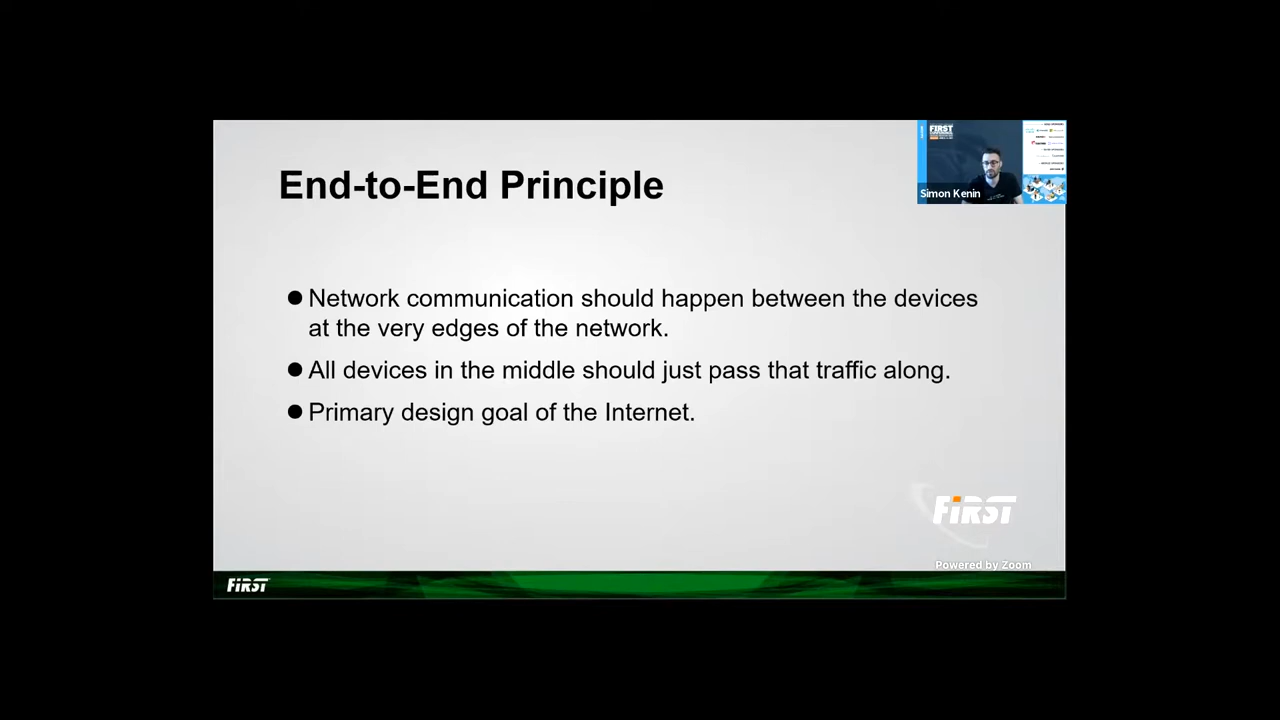 End-to-End Principle
FIRST
Simon Kenin
● Network communication should happen between the devices
at the very edges of the network.
● All devices in the middle should just pass that traffic along.
● Primary design goal of the Internet.
FiRST
Powered by Zoom
FiRST